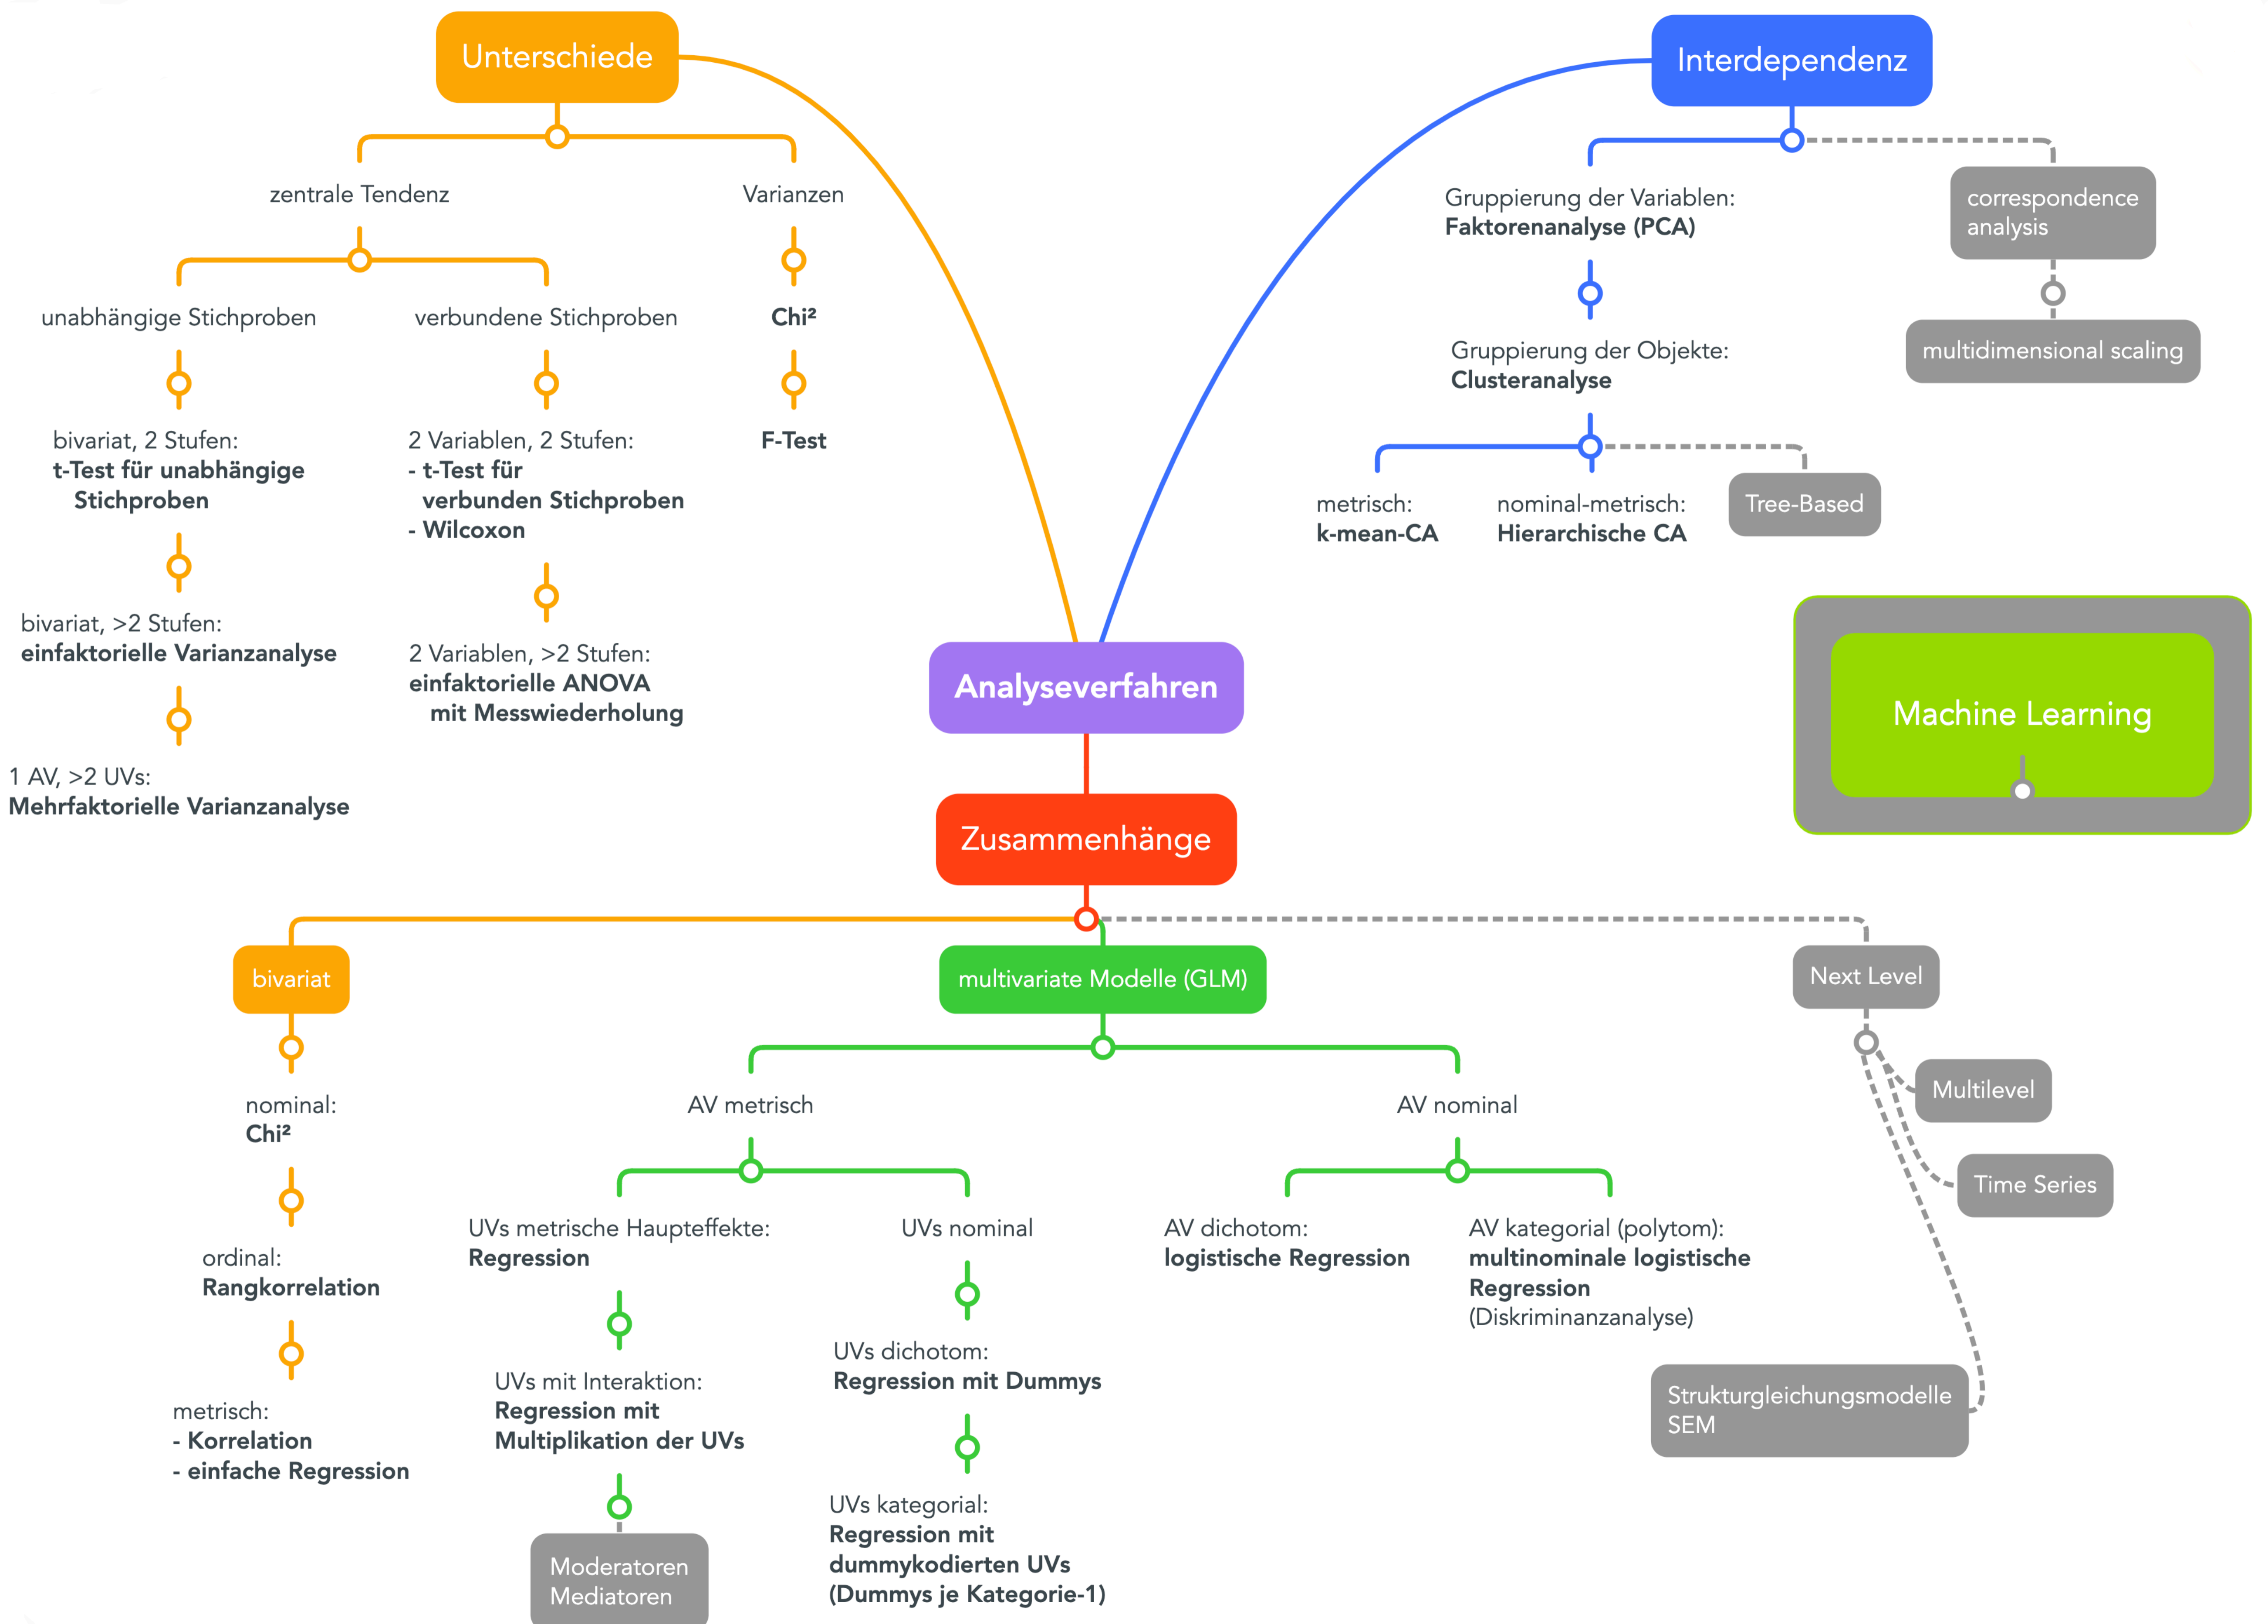 Unterschiede
zentrale Tendenz
Varianzen
unabhängige Stichproben
verbundene Stichproben
Chi²
bivariat, 2 Stufen:
t-Test für unabhängige
Stichproben
2 Variablen, 2 Stufen:
- t-Test für
verbunden Stichproben
- Wilcoxon
F-Test
bivariat, >2 Stufen:
einfaktorielle Varianzanalyse
2 Variablen, >2 Stufen:
einfaktorielle ANOVA
mit Messwiederholung
1 AV, >2 UVs:
Mehrfaktorielle Varianzanalyse
Interdependenz
Gruppierung der Variablen:
Faktorenanalyse (PCA)
correspondence
analysis
Gruppierung der Objekte:
Clusteranalyse
multidimensional scaling
metrisch:
k-mean-CA
nominal-metrisch:
Hierarchische CA
Tree-Based
Machine Learning
Analyseverfahren
Zusammenhänge
bivariat
nominal:
Chi²
ordinal:
Rangkorrelation
metrisch:
- Korrelation
- einfache Regression
multivariate Modelle (GLM)
AV metrisch
UVs metrische Haupteffekte:
Regression
UVs mit Interaktion:
Regression mit
Multiplikation der UVs
Moderatoren
Mediatoren
UVs nominal
UVs dichotom:
Regression mit Dummys
UVs kategorial:
Regression mit
dummykodierten UVs
(Dummys je Kategorie-1)
AV nominal
AV dichotom:
logistische Regression
AV kategorial (polytom):
multinominale logistische
Regression
(Diskriminanzanalyse)
Next Level
Multilevel
Time Series
Strukturgleichungsmodelle
SEM